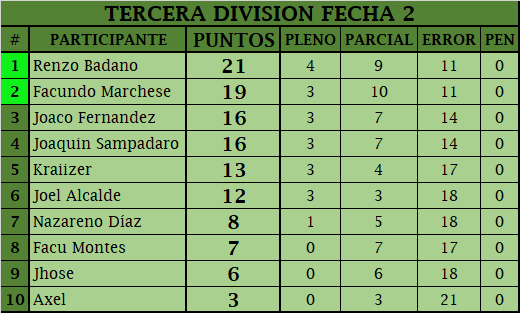 TERCERA DIVISION FECHA 2
# PARTICIPANTE PUNTOS PLENO PARCIAL ERROR PEN
1 Renzo Badano 21 4 9 11 0
2 Facundo Marchese 19 3 10 11 0
3 Joaco Fernandez 16 3 7 14 0
4 Joaquin Sampadaro 16 3 7 14 0
5 Kraiizer 13 3 4 17 0
6 Joel Alcalde 12 3 3 18 0
7 Nazareno Díaz 8 1 5 18 0
8 Facu Montes 7 0 7 17 0
9 Jhose 6 0 6 18 0
10 Axel 3 0 3 21 0